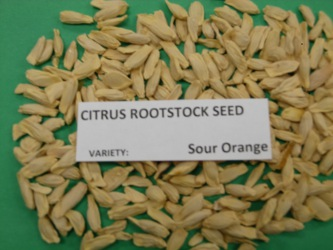 CITRUS ROOTSTOCK SEED
VARIETY: Sour Orange